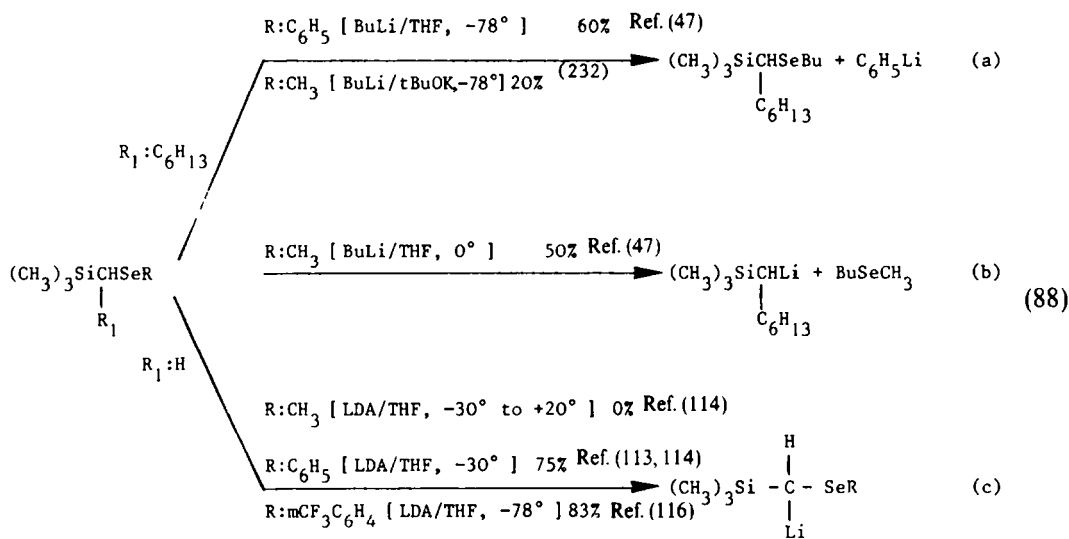 R:C6H5 [ BuLi/THF, -78° ] 60% Ref. (47)
(CH3)3SiCHSeBu + C6H5Li (a)
R:CH3 [BuLi/tBuOK,-78°] 20% (232)
C6H13
R1:C6H13
R:CH3 [ BuLi/THF, 0° ] 50% Ref. (47)
(CH3)3SiCHSeR
R1
(CH3)3SiCHLi + BuSeCH3 (b)
C6H13
(88)
R1:H
R:CH3 [ LDA/THF, -30° to +20° ] 0% Ref. (114)
R:C6H5 [ LDA/THF, -30° ] 75% Ref. (113, 114)
H
(CH3)3Si - C - SeR (c)
Li
R:mCF3C6H4 [ LDA/THF, -78° ] 83% Ref. (116)